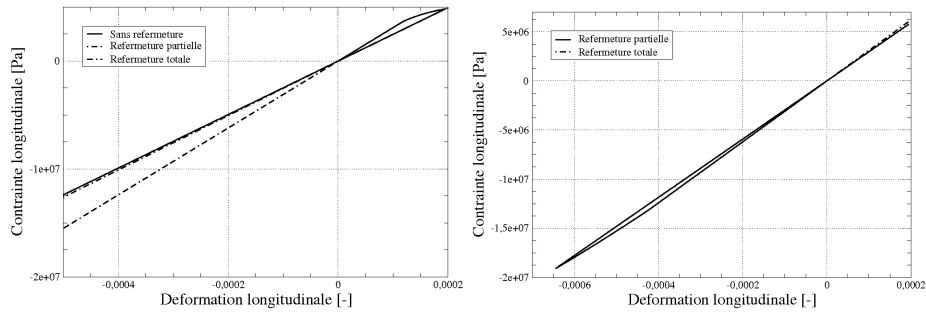 Sans refermeture
Refermeture partielle
Refermeture totale
Contrainte longitudinale [Pa]
0
-1e+07
-2e+07
-0,0004
-0,0002
0
0,0002
Deformation longitudinale [-]
Refermeture partielle
Refermeture totale
Contrainte longitudinale [Pa]
5e+06
0
-5e+06
-1e+07
-1,5e+07
-2e+07
-0,0006
-0,0004
-0,0002
0
0,0002
Deformation longitudinale [-]